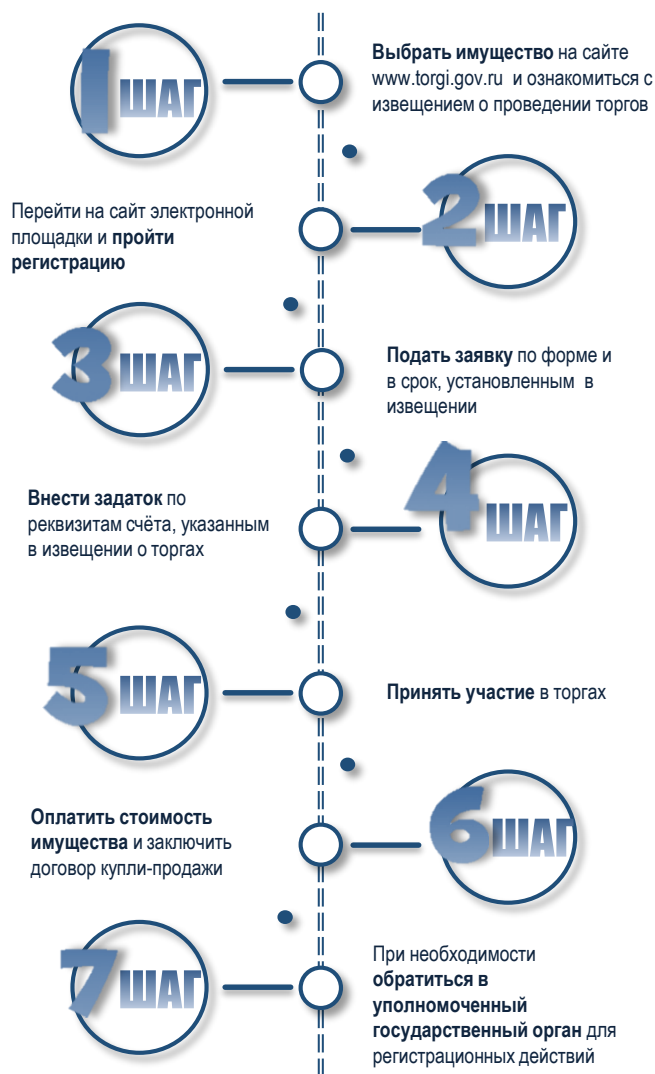 1 ШАГ
Выбрать имущество на сайте
www.torgi.gov.ru и ознакомиться с
извещением о проведении торгов
2 ШАГ
Перейти на сайт электронной
площадки и пройти
регистрацию
3 ШАГ
Подать заявку по форме и
в срок, установленным в
извещении
4 ШАГ
Внести задаток по
реквизитам счёта, указанным
в извещении о торгах
5 ШАГ
Принять участие в торгах
6 ШАГ
Оплатить стоимость
имущества и заключить
договор купли-продажи
7 ШАГ
При необходимости
обратиться в
уполномоченный
государственный орган для
регистрационных действий